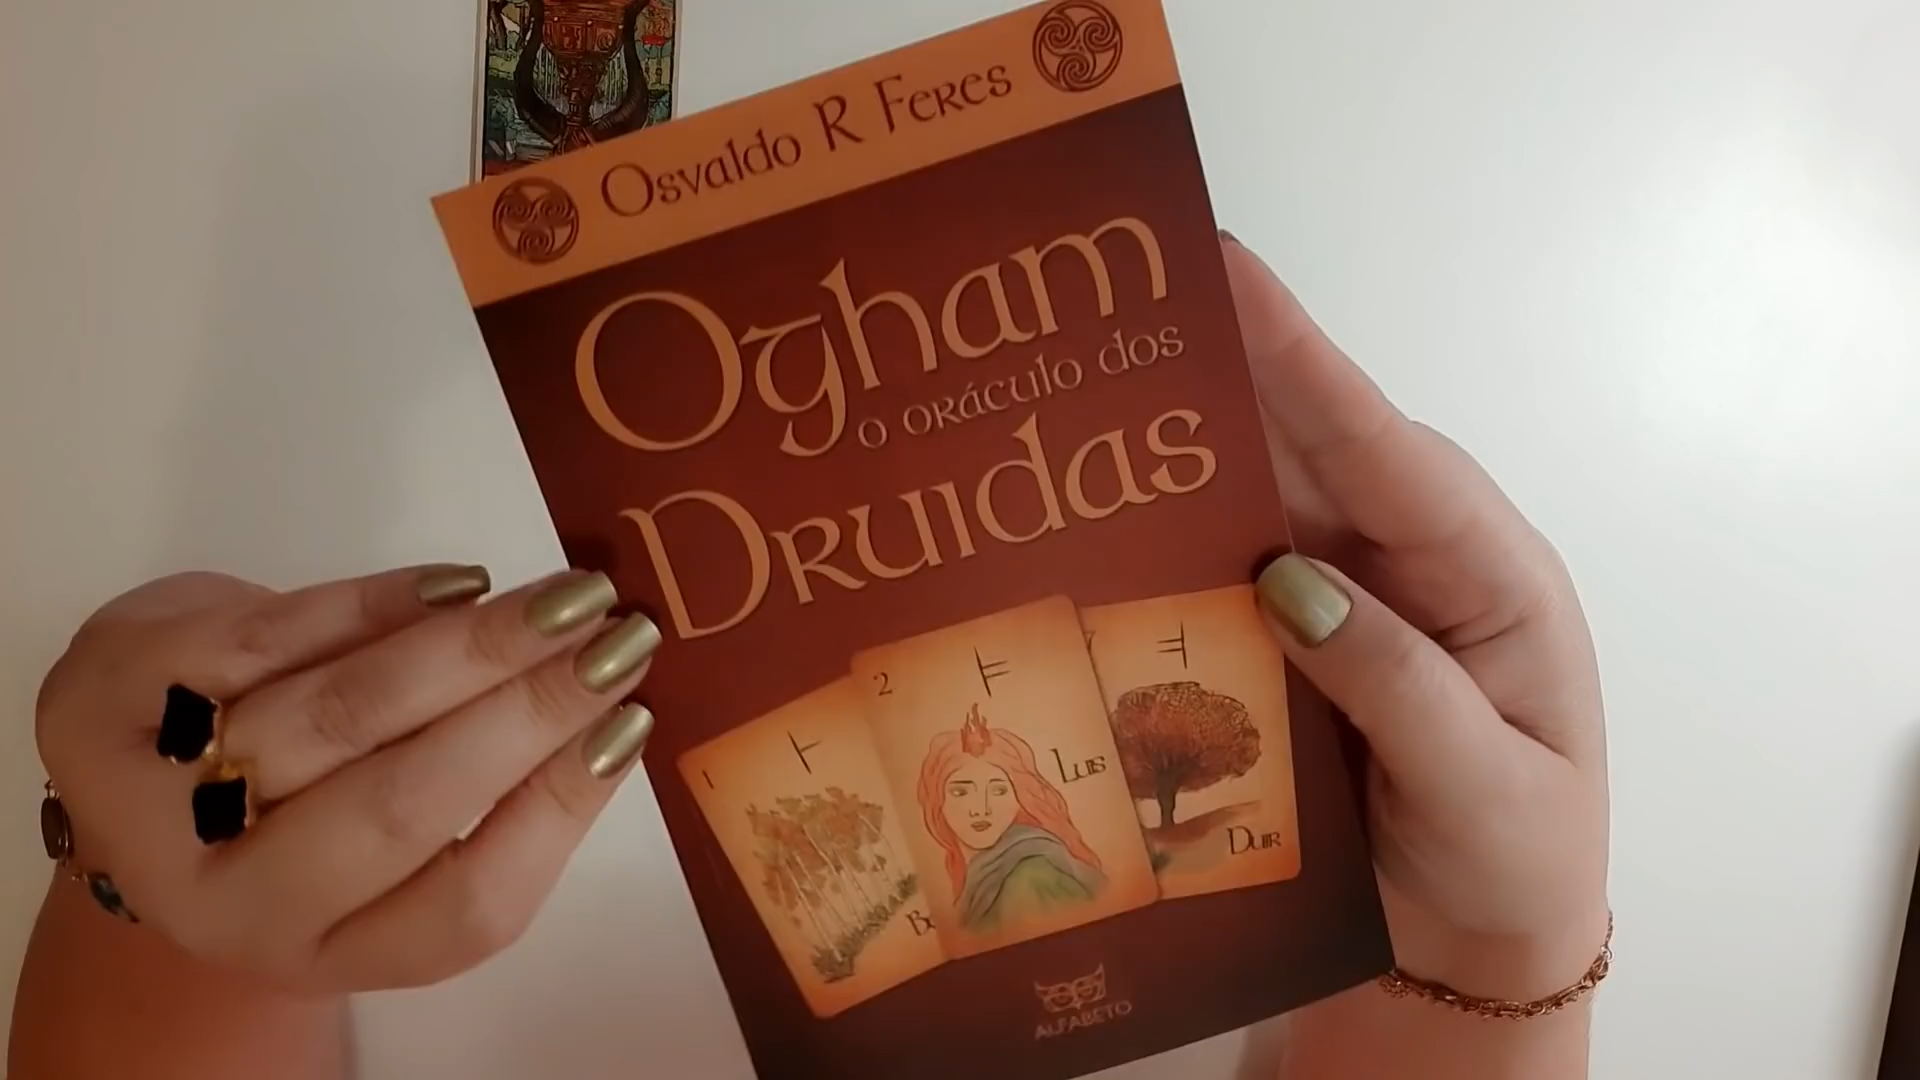 Osvaldo R Feres
Ogham
o oráculo dos
Druidas
1
2
Luis
Duir
ALFABETO